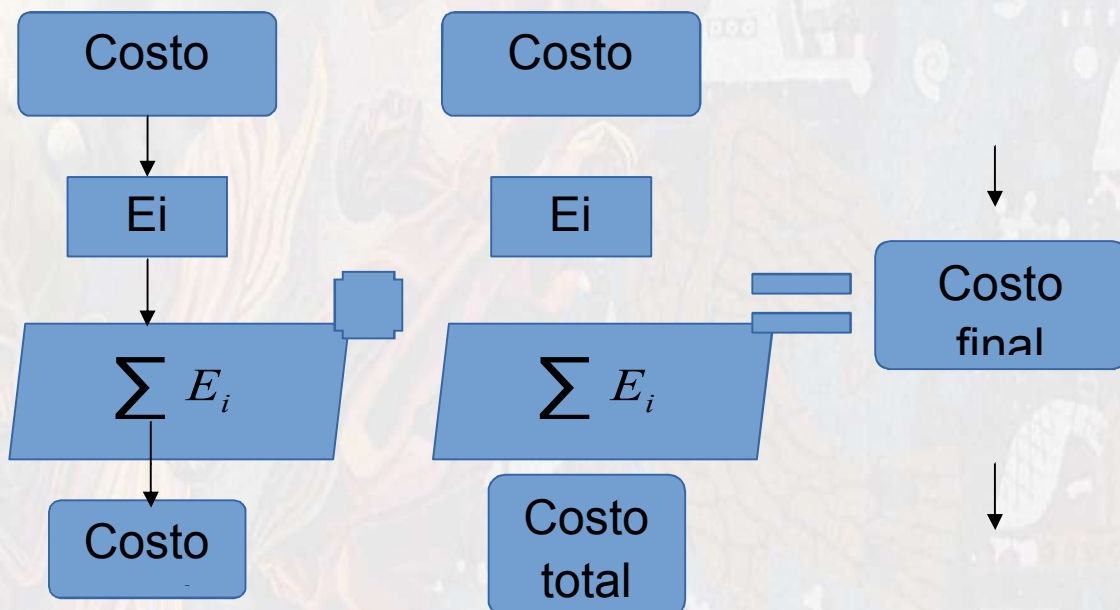 Costo
Ei
∑ E_i
Costo
Costo
Ei
∑ E_i
Costo
total
Costo
final